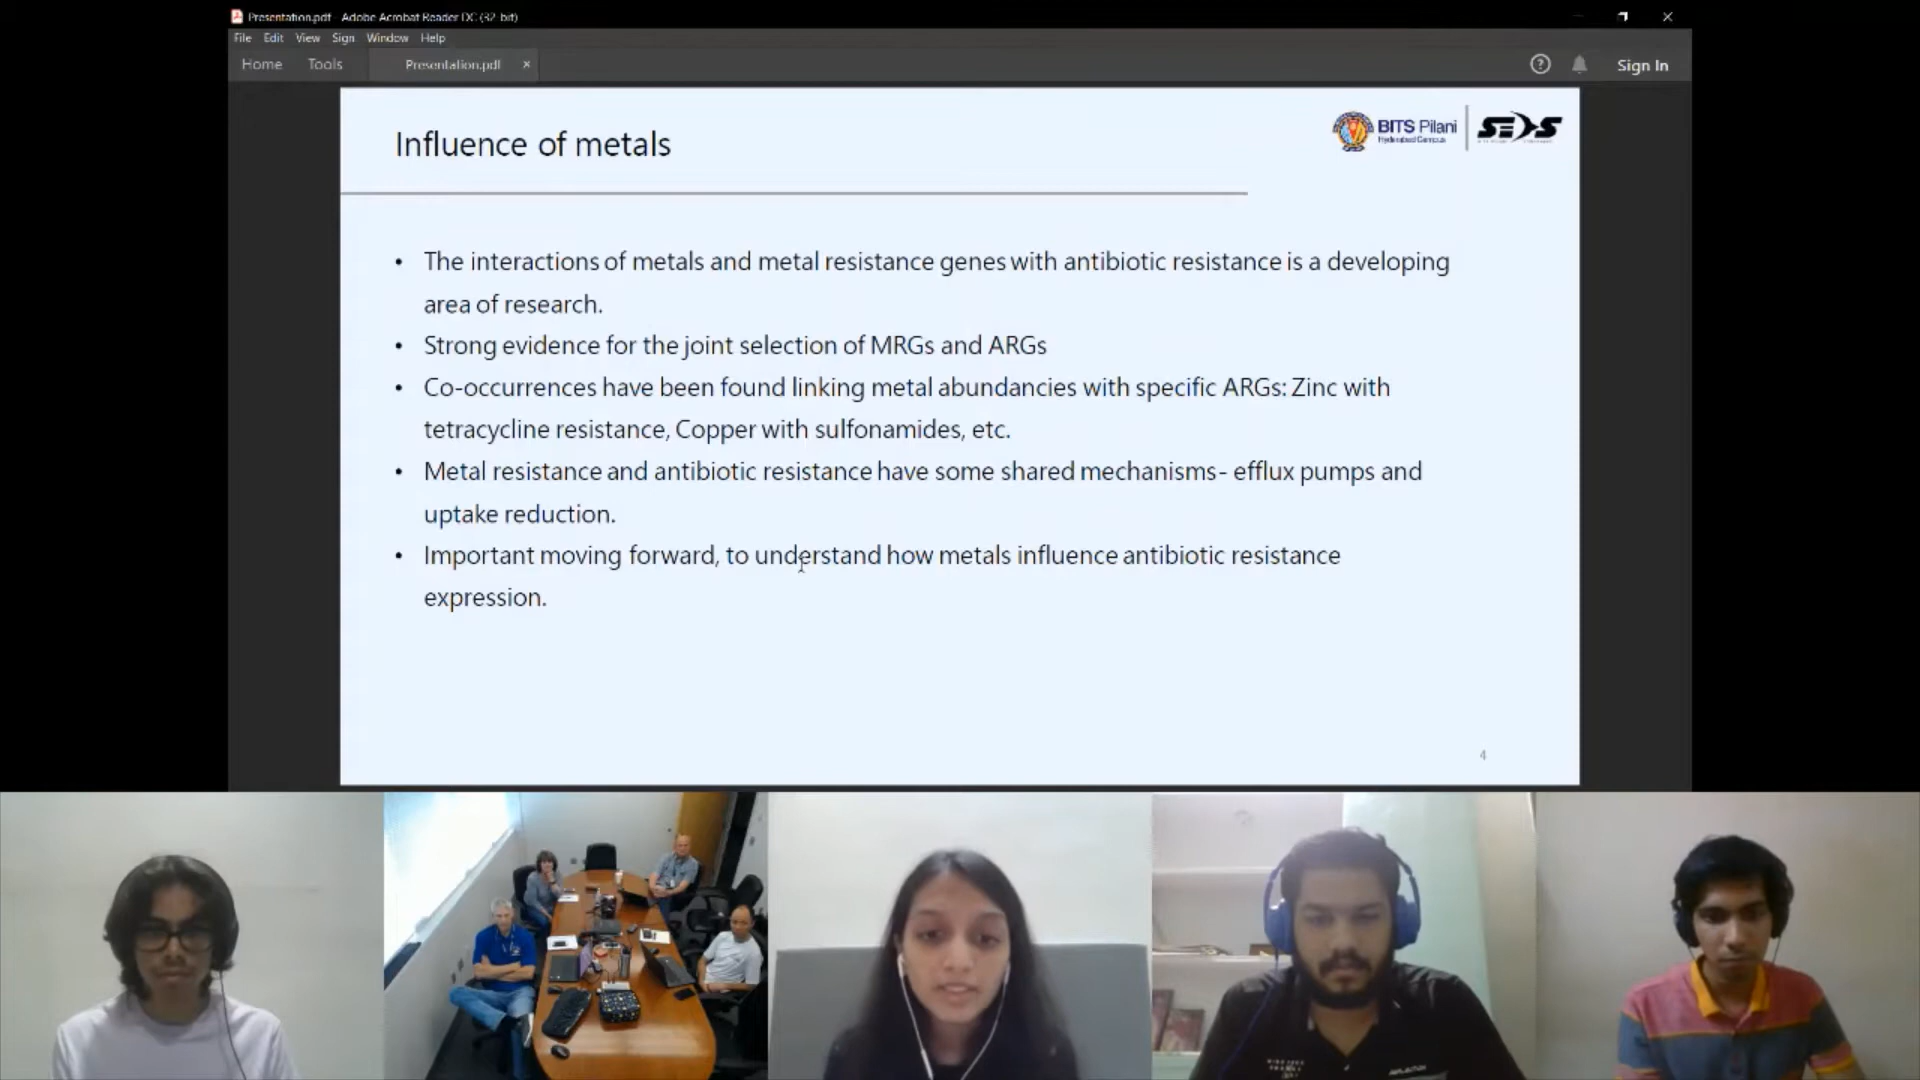 Presentation.pdf - Adobe Acrobat Reader DC (32-bit)
File Edit View Sign Window Help
Home Tools Presentation.pdf × Sign In
Influence of metals
BITS Pilani
Hyderabad Campus
SEDS
• The interactions of metals and metal resistance genes with antibiotic resistance is a developing
area of research.
• Strong evidence for the joint selection of MRGs and ARGs
• Co-occurrences have been found linking metal abundancies with specific ARGs: Zinc with
tetracycline resistance, Copper with sulfonamides, etc.
• Metal resistance and antibiotic resistance have some shared mechanisms- efflux pumps and
uptake reduction.
• Important moving forward, to understand how metals influence antibiotic resistance
expression.
4